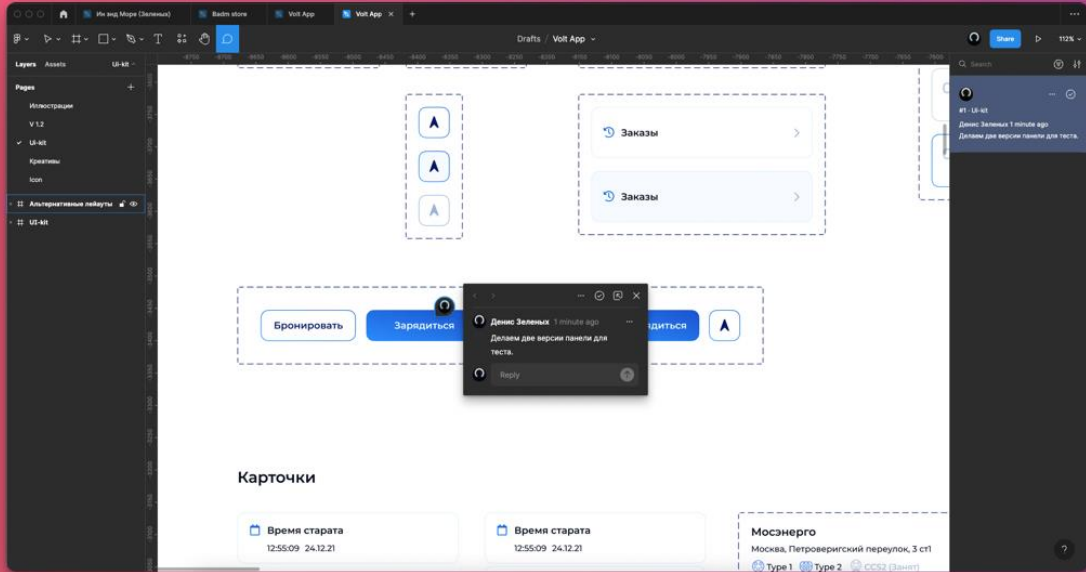 Ин энд Море (Зеленых)
Badm store
Volt App
Volt App
Drafts / Volt App
Share
112%
Layers Assets Ui-kit
Pages
Иллюстрации
V 1.2
Ui-kit
Креативы
Icon
Альтернативные лейауты
UI-kit
Заказы
Заказы
Бронировать
Зарядиться
ядиться
Денис Зеленых 1 minute ago
Делаем две версии панели для
теста.
Reply
Search
#1 · Ui-kit
Денис Зеленых 1 minute ago
Делаем две версии панели для теста.
Карточки
Время старата
12:55:09 24.12.21
Время старата
12:55:09 24.12.21
Мосэнерго
Москва, Петроверигский переулок, 3 ст1
Type 1 Type 2 CCS2 (Занят)
?